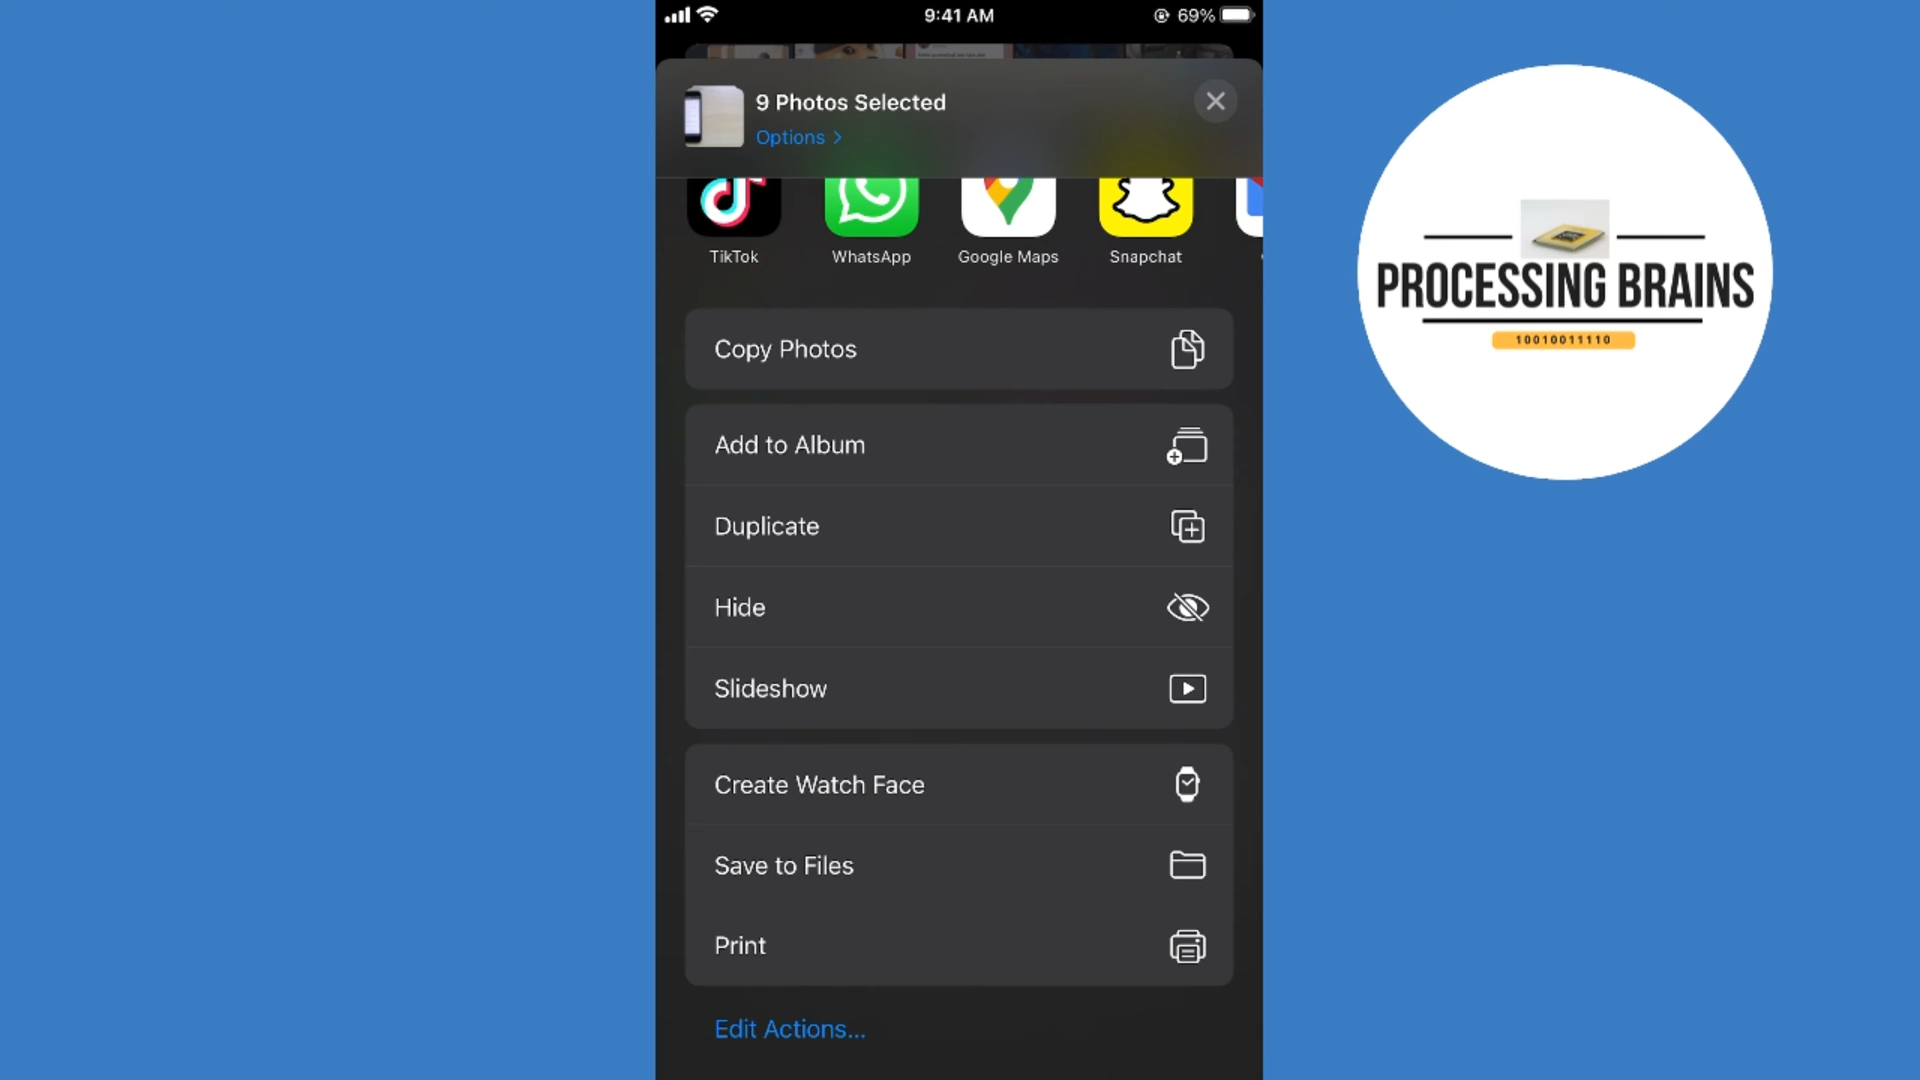 9:41 AM
69%
9 Photos Selected
Options >
TikTok
WhatsApp
Google Maps
Snapchat
Copy Photos
Add to Album
Duplicate
Hide
Slideshow
Create Watch Face
Save to Files
Print
Edit Actions...
PROCESSING BRAINS
10010011110